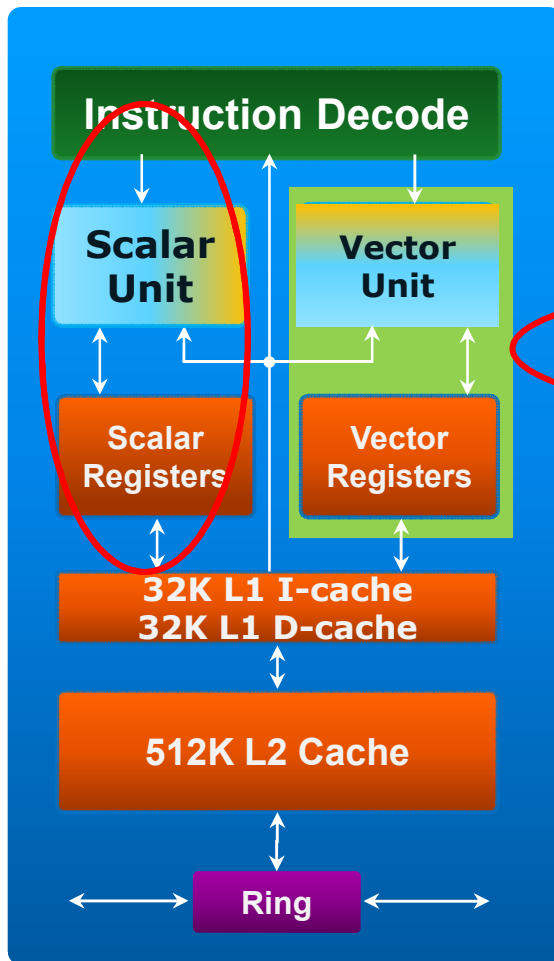 Instruction Decode
Scalar
Unit
Vector
Unit
Scalar
Registers
Vector
Registers
32K L1 I-cache
32K L1 D-cache
512K L2 Cache
Ring